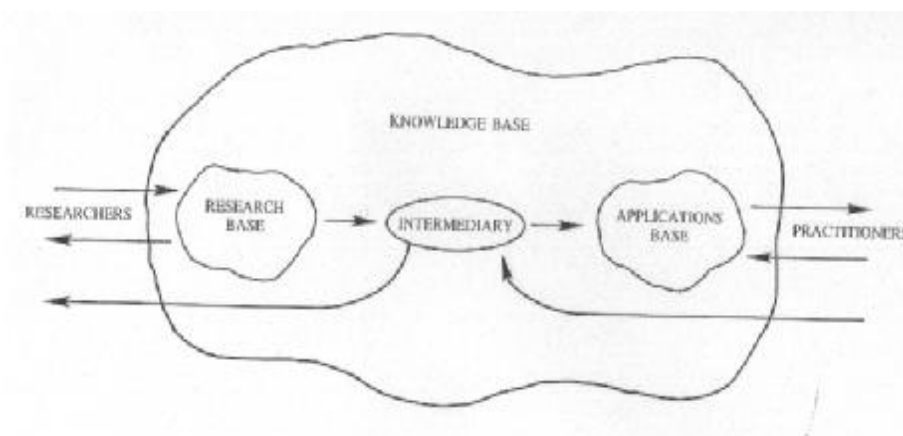 KNOWLEDGE BASE
RESEARCHERS
RESEARCH
BASE
INTERMEDIARY
APPLICATIONS
BASE
PRACTITIONERS